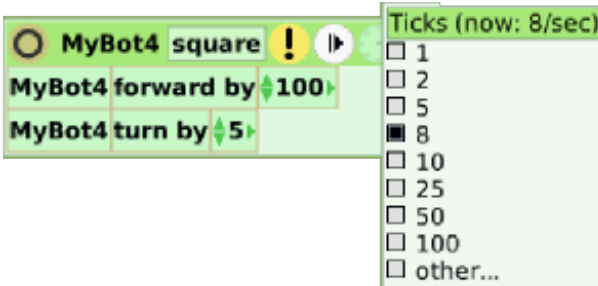 MyBot4 square !
MyBot4 forward by 100
MyBot4 turn by 5
Ticks (now: 8/sec)
1
2
5
8
10
25
50
100
other...